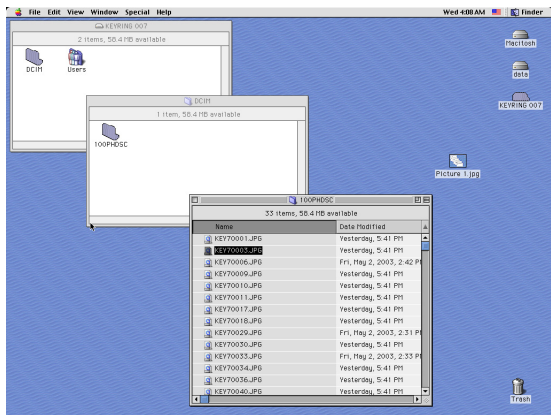 File Edit View Window Special Help
Wed 4:08 AM
Finder
KEYRING 007
2 items, 58.4 MB available
DCIM
Users
DCIM
1 item, 58.4 MB available
100PHDSC
100PHDSC
33 items, 58.4 MB available
Name Date Modified
KEY70001.JPG Yesterday, 5:41 PM
KEY70003.JPG Yesterday, 5:41 PM
KEY70006.JPG Fri, May 2, 2003, 2:42 PM
KEY70009.JPG Yesterday, 5:41 PM
KEY70010.JPG Yesterday, 5:41 PM
KEY70011.JPG Yesterday, 5:41 PM
KEY70017.JPG Yesterday, 5:41 PM
KEY70018.JPG Yesterday, 5:41 PM
KEY70029.JPG Fri, May 2, 2003, 2:31 PM
KEY70030.JPG Yesterday, 5:41 PM
KEY70033.JPG Fri, May 2, 2003, 2:33 PM
KEY70034.JPG Yesterday, 5:41 PM
KEY70036.JPG Yesterday, 5:41 PM
KEY70040.JPG Yesterday, 5:41 PM
Macitosh
data
KEYRING 007
Picture 1.jpg
Trash